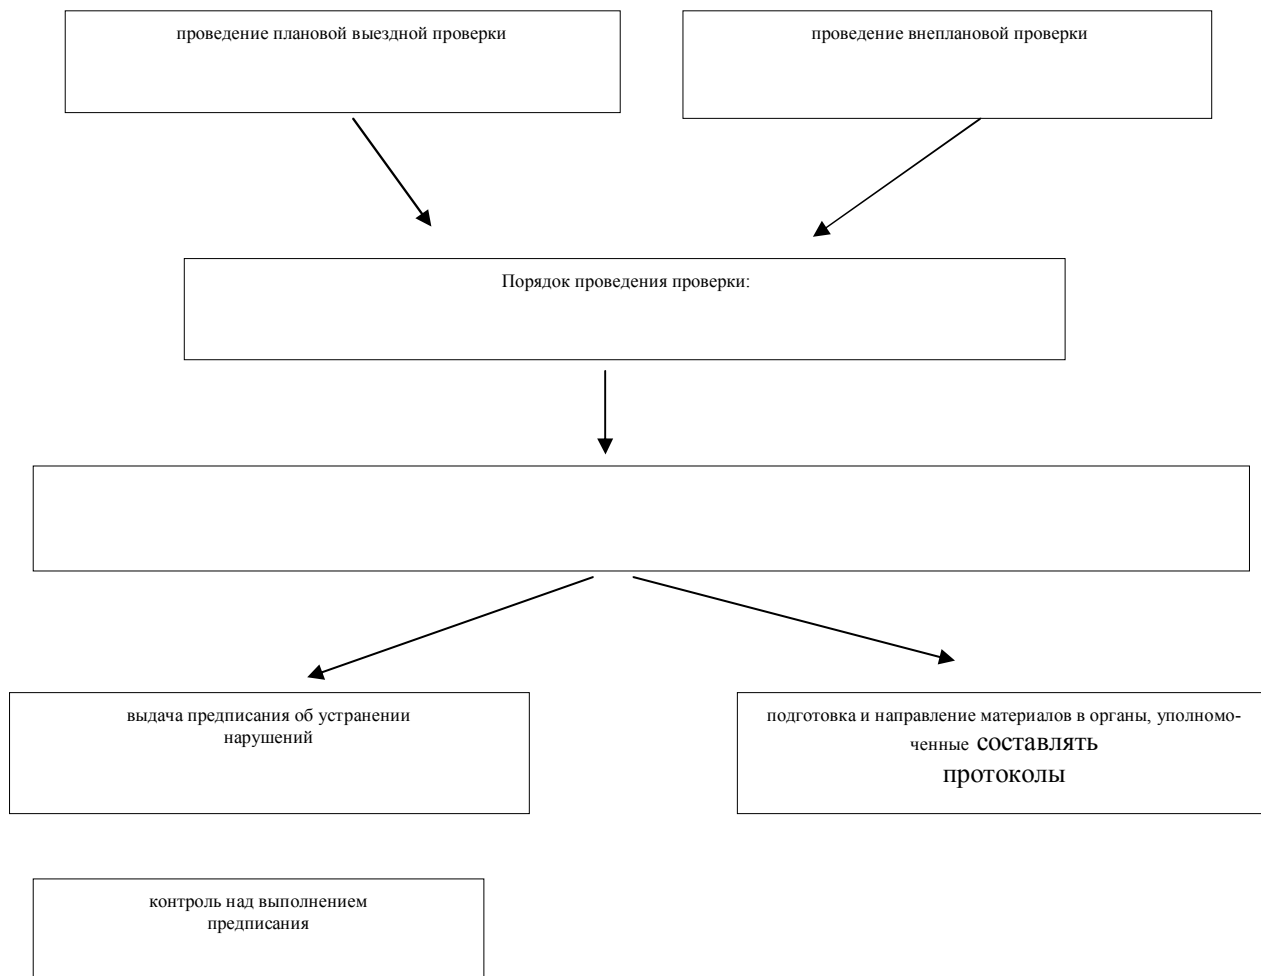 проведение плановой выездной проверки
проведение внеплановой проверки
Порядок проведения проверки:
выдача предписания об устранении
нарушений
подготовка и направление материалов в органы, уполномо-
ченные составлять
протоколы
контроль над выполнением
предписания